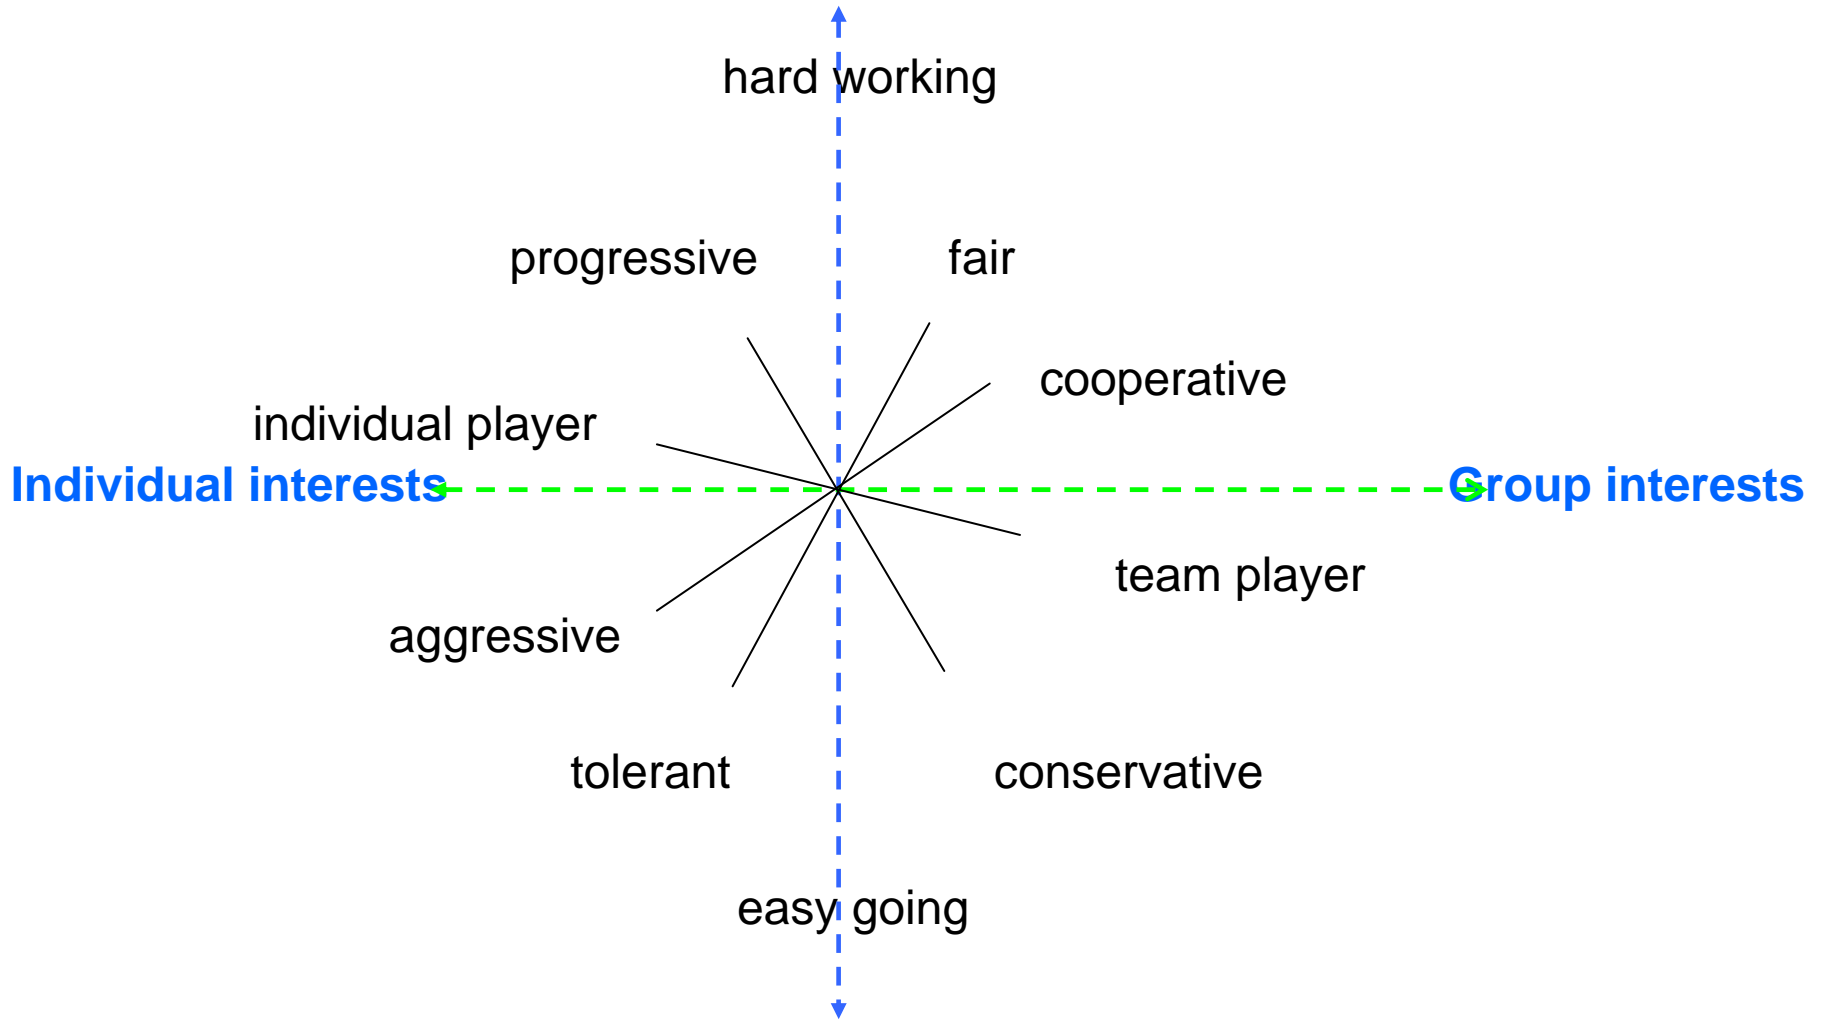 hard working
progressive
fair
cooperative
individual player
Individual interests
Group interests
team player
aggressive
tolerant
conservative
easy going